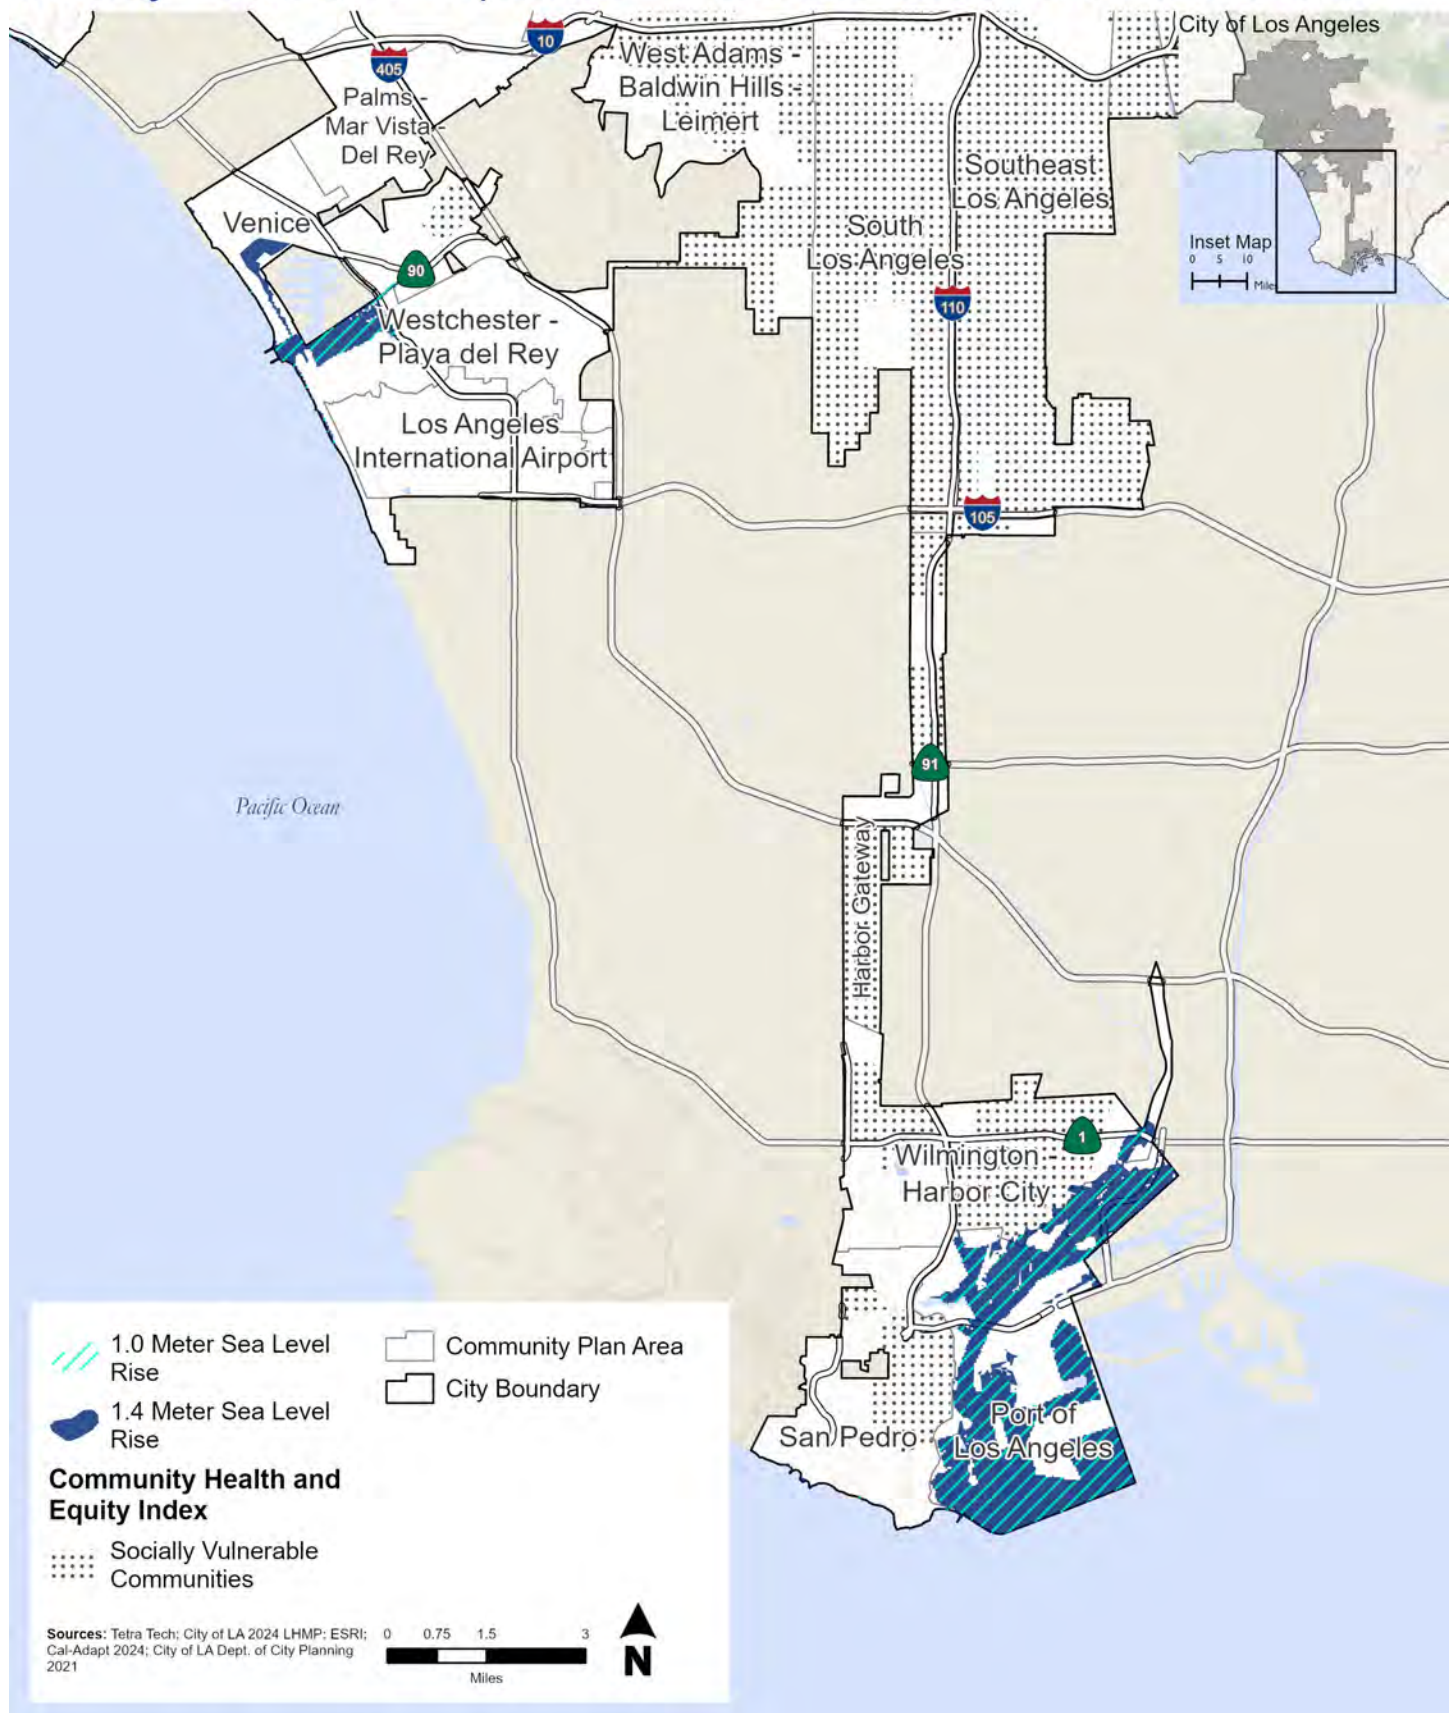 City of Los Angeles
10
405
West Adams -
Baldwin Hills -
Leimert
Palms -
Mar Vista -
Del Rey
Southeast
Los Angeles
Venice
South
Los Angeles
Inset Map
0 5 10
Miles
90
110
Westchester -
Playa del Rey
Los Angeles
International Airport
105
91
Pacific Ocean
Harbor Gateway
1
Wilmington -
Harbor City
San Pedro
Port of
Los Angeles
1.0 Meter Sea Level
Rise
1.4 Meter Sea Level
Rise
Community Plan Area
City Boundary
Community Health and
Equity Index
Socially Vulnerable
Communities
Sources: Tetra Tech; City of LA 2024 LHMP; ESRI;
Cal-Adapt 2024; City of LA Dept. of City Planning
2021
0 0.75 1.5 3
Miles
N